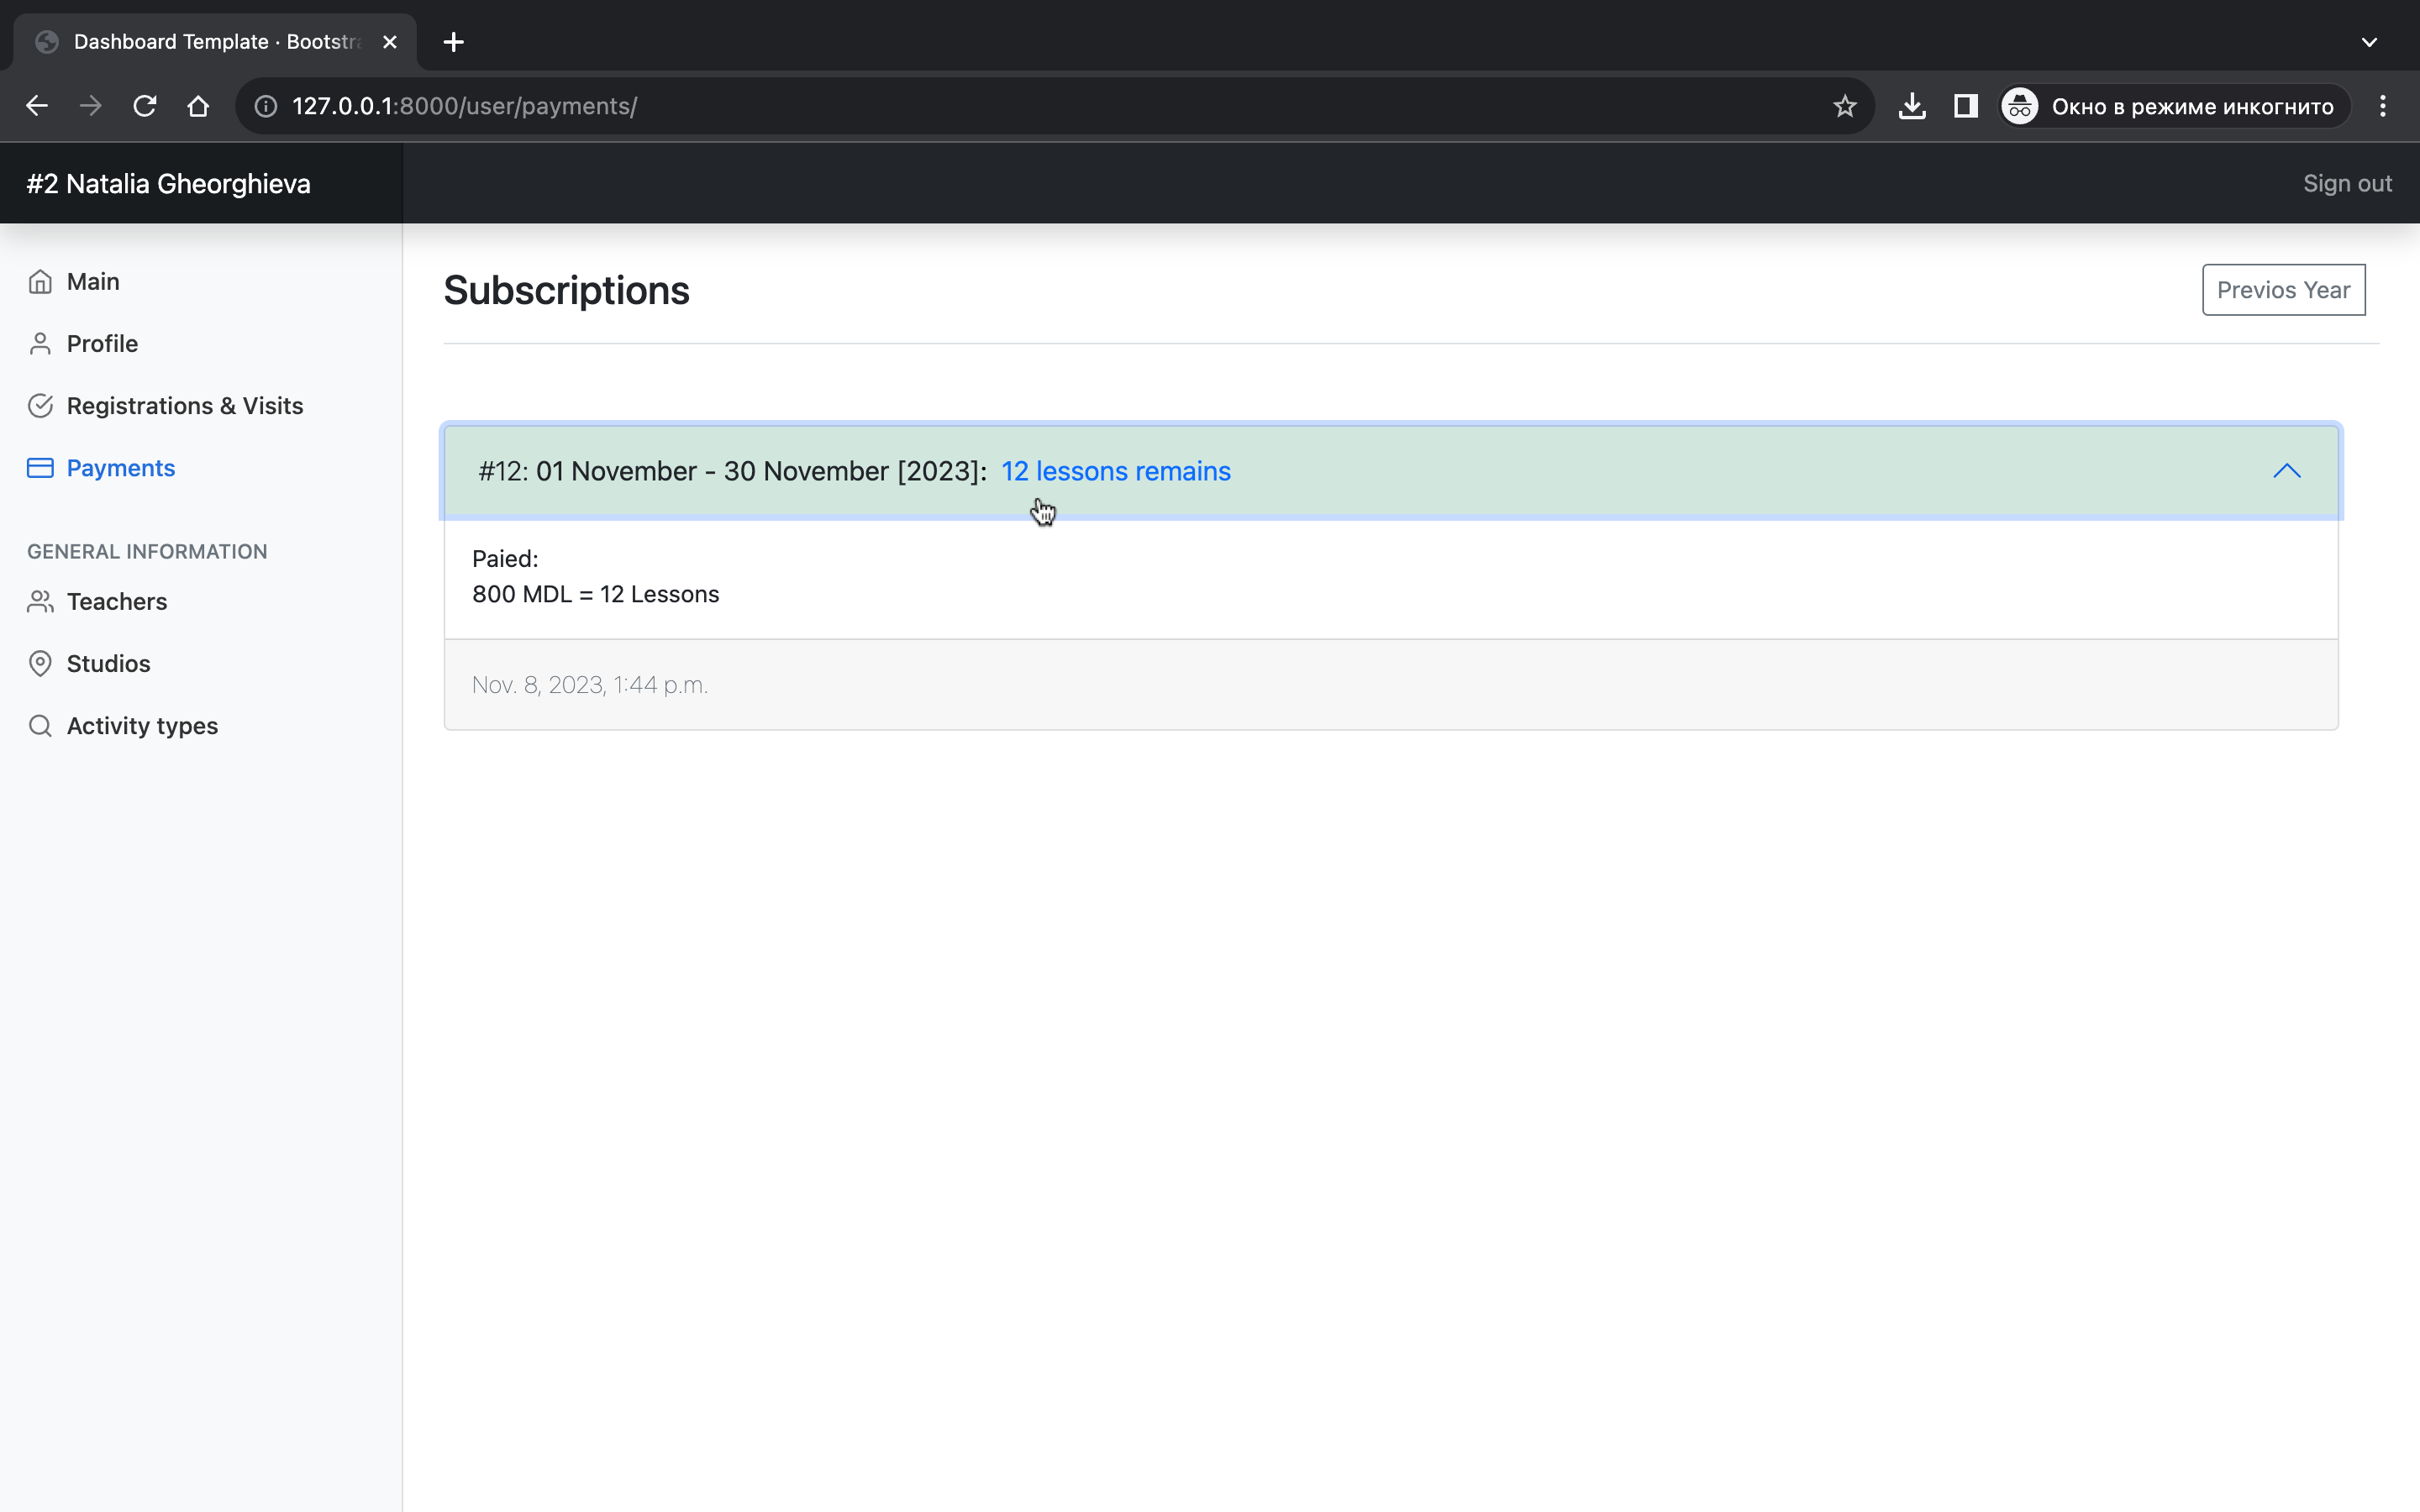 Dashboard Template · Bootstra
127.0.0.1:8000/user/payments/
Окно в режиме инкогнито
#2 Natalia Gheorghieva
Sign out
Main
Profile
Registrations & Visits
Payments
GENERAL INFORMATION
Teachers
Studios
Activity types
Subscriptions
Previos Year
#12: 01 November - 30 November [2023]: 12 lessons remains
Paied:
800 MDL = 12 Lessons
Nov. 8, 2023, 1:44 p.m.